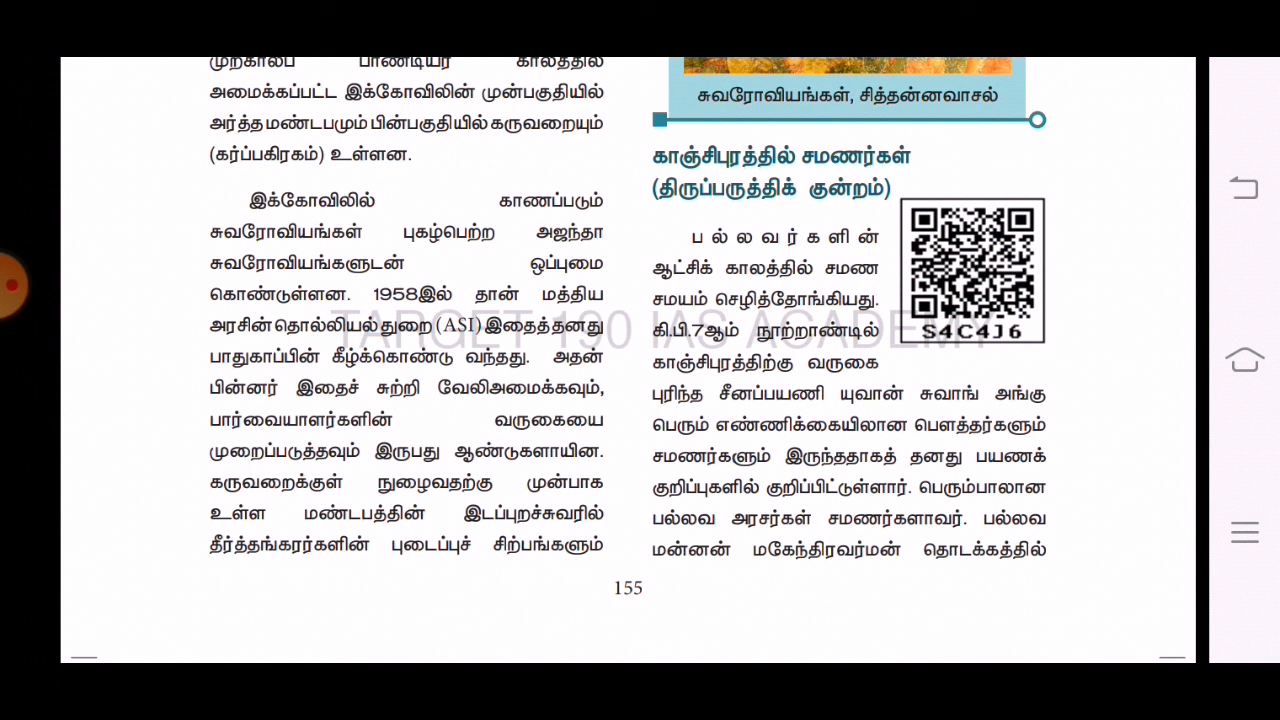 முற்காலப் பாண்டியர் காலத்தில்
அமைக்கப்பட்ட இக்கோவிலின் முன்பகுதியில்
அர்த்தமண்டபமும் பின்பகுதியில் கருவறையும்
(கர்ப்பகிரகம்) உள்ளன.
இக்கோவிலில் காணப்படும்
சுவரோவியங்கள் புகழ்பெற்ற அஜந்தா
சுவரோவியங்களுடன் ஒப்புமை
கொண்டுள்ளன. 1958இல் தான் மத்திய
அரசின் தொல்லியல் துறை (ASI) இதைத் தனது
பாதுகாப்பின் கீழ்க்கொண்டு வந்தது. அதன்
பின்னர் இதைச் சுற்றி வேலிஅமைக்கவும்,
பார்வையாளர்களின் வருகையை
முறைப்படுத்தவும் இருபது ஆண்டுகளாயின.
கருவறைக்குள் நுழைவதற்கு முன்பாக
உள்ள மண்டபத்தின் இடப்புறச்சுவரில்
தீர்த்தங்கரர்களின் புடைப்புச் சிற்பங்களும்
சுவரோவியங்கள், சித்தன்னவாசல்
காஞ்சிபுரத்தில் சமணர்கள்
(திருப்பருத்திக் குன்றம்)
பல்லவர்களின்
ஆட்சிக் காலத்தில் சமண
சமயம் செழித்தோங்கியது.
கி.பி.7ஆம் நூற்றாண்டில்
காஞ்சிபுரத்திற்கு வருகை
புரிந்த சீனப்பயணி யுவான் சுவாங் அங்கு
பெரும் எண்ணிக்கையிலான பௌத்தர்களும்
சமணர்களும் இருந்ததாகத் தனது பயணக்
குறிப்புகளில் குறிப்பிட்டுள்ளார். பெரும்பாலான
பல்லவ அரசர்கள் சமணர்களாவர். பல்லவ
மன்னன் மகேந்திரவர்மன் தொடக்கத்தில்
S4C4J6
TARGET 190 IAS ACADEMY
155